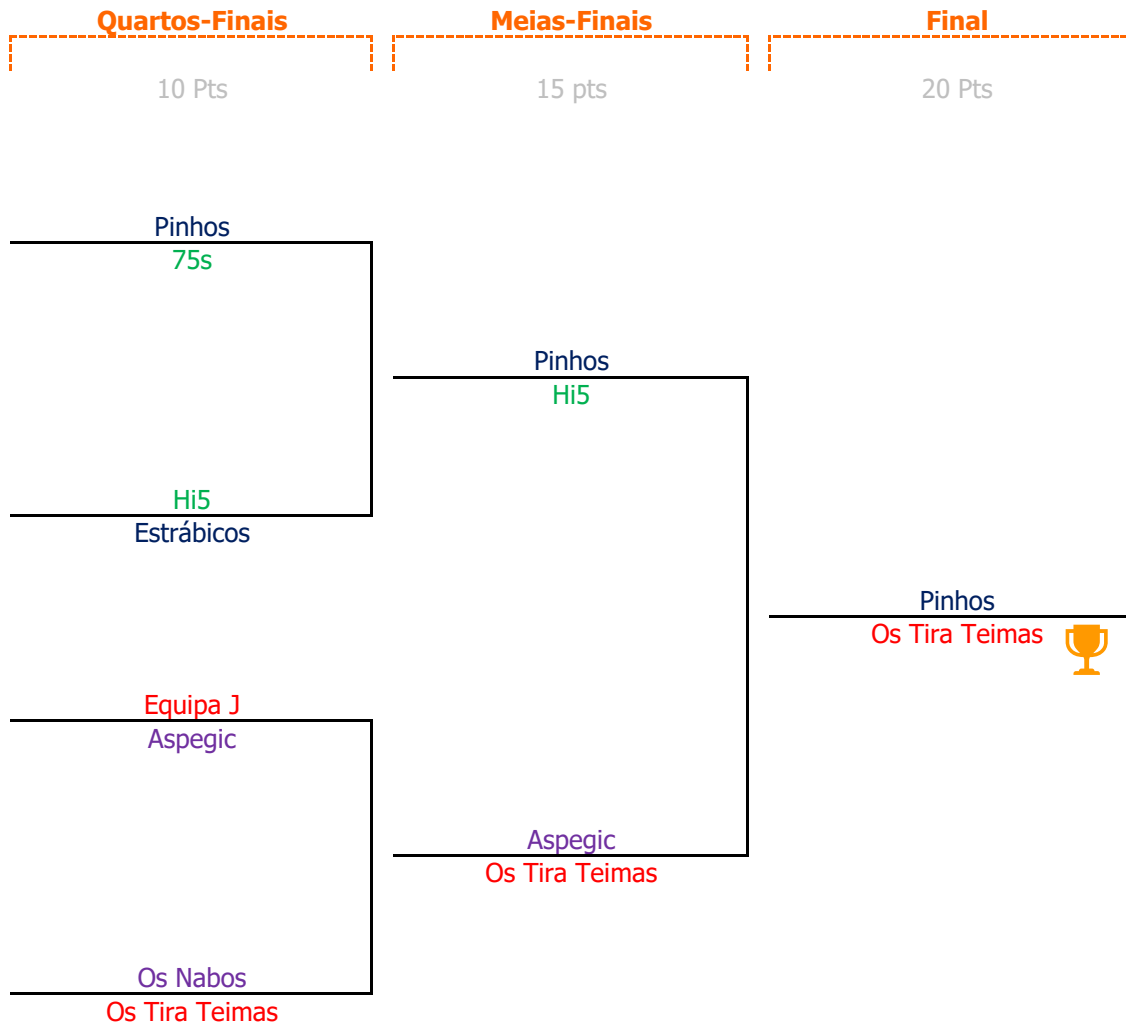 Quartos-Finais
Meias-Finais
Final
10 Pts
15 pts
20 Pts
Pinhos
75s
Pinhos
Hi5
Hi5
Estrábicos
Pinhos
Os Tira Teimas
Equipa J
Aspegic
Aspegic
Os Tira Teimas
Os Nabos
Os Tira Teimas